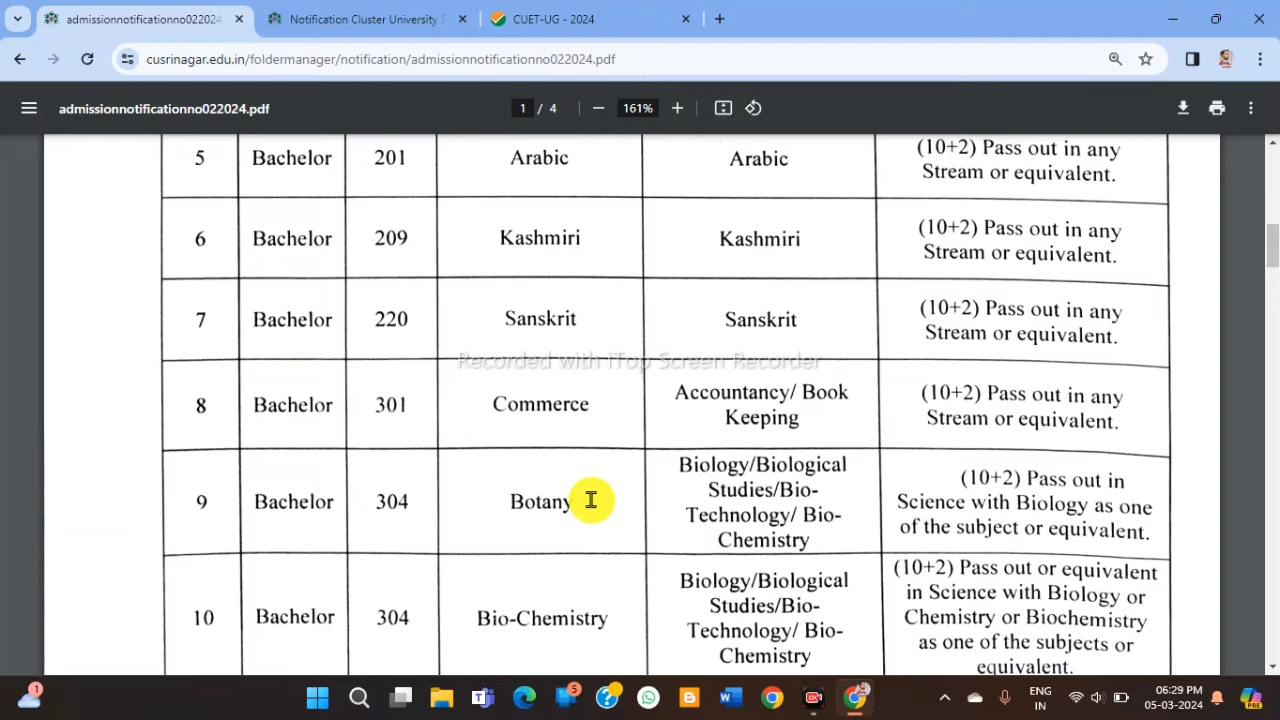 admissionnotificationno022024
Notification Cluster University S
CUET-UG - 2024
cusrinagar.edu.in/foldermanager/notification/admissionnotificationno022024.pdf
admissionnotificationno022024.pdf
1 / 4
161%
5 Bachelor 201 Arabic Arabic (10+2) Pass out in any
Stream or equivalent.
6 Bachelor 209 Kashmiri Kashmiri (10+2) Pass out in any
Stream or equivalent.
7 Bachelor 220 Sanskrit Sanskrit (10+2) Pass out in any
Stream or equivalent.
Recorded with iTop Screen Recorder
8 Bachelor 301 Commerce Accountancy/ Book
Keeping
(10+2) Pass out in any
Stream or equivalent.
9 Bachelor 304 Botany Biology/Biological
Studies/Bio-
Technology/ Bio-
Chemistry
(10+2) Pass out in
Science with Biology as one
of the subject or equivalent.
10 Bachelor 304 Bio-Chemistry Biology/Biological
Studies/Bio-
Technology/ Bio-
Chemistry
(10+2) Pass out or equivalent
in Science with Biology or
Chemistry or Biochemistry
as one of the subjects or
equivalent.
1
5
ENG
IN
06:29 PM
05-03-2024
PRE